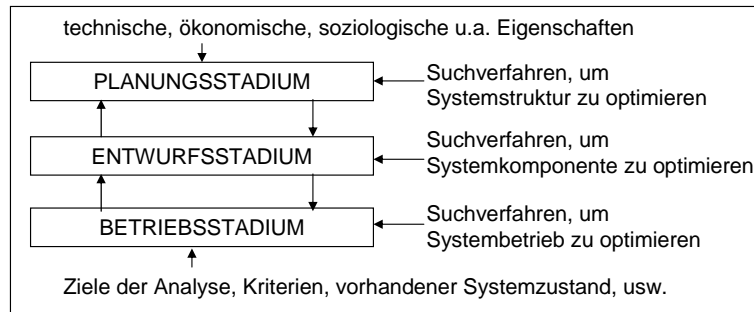 technische, ökonomische, soziologische u.a. Eigenschaften
PLANUNGSSTADIUM
Suchverfahren, um
Systemstruktur zu optimieren
ENTWURFSSTADIUM
Suchverfahren, um
Systemkomponente zu optimieren
BETRIEBSSTADIUM
Suchverfahren, um
Systembetrieb zu optimieren
Ziele der Analyse, Kriterien, vorhandener Systemzustand, usw.